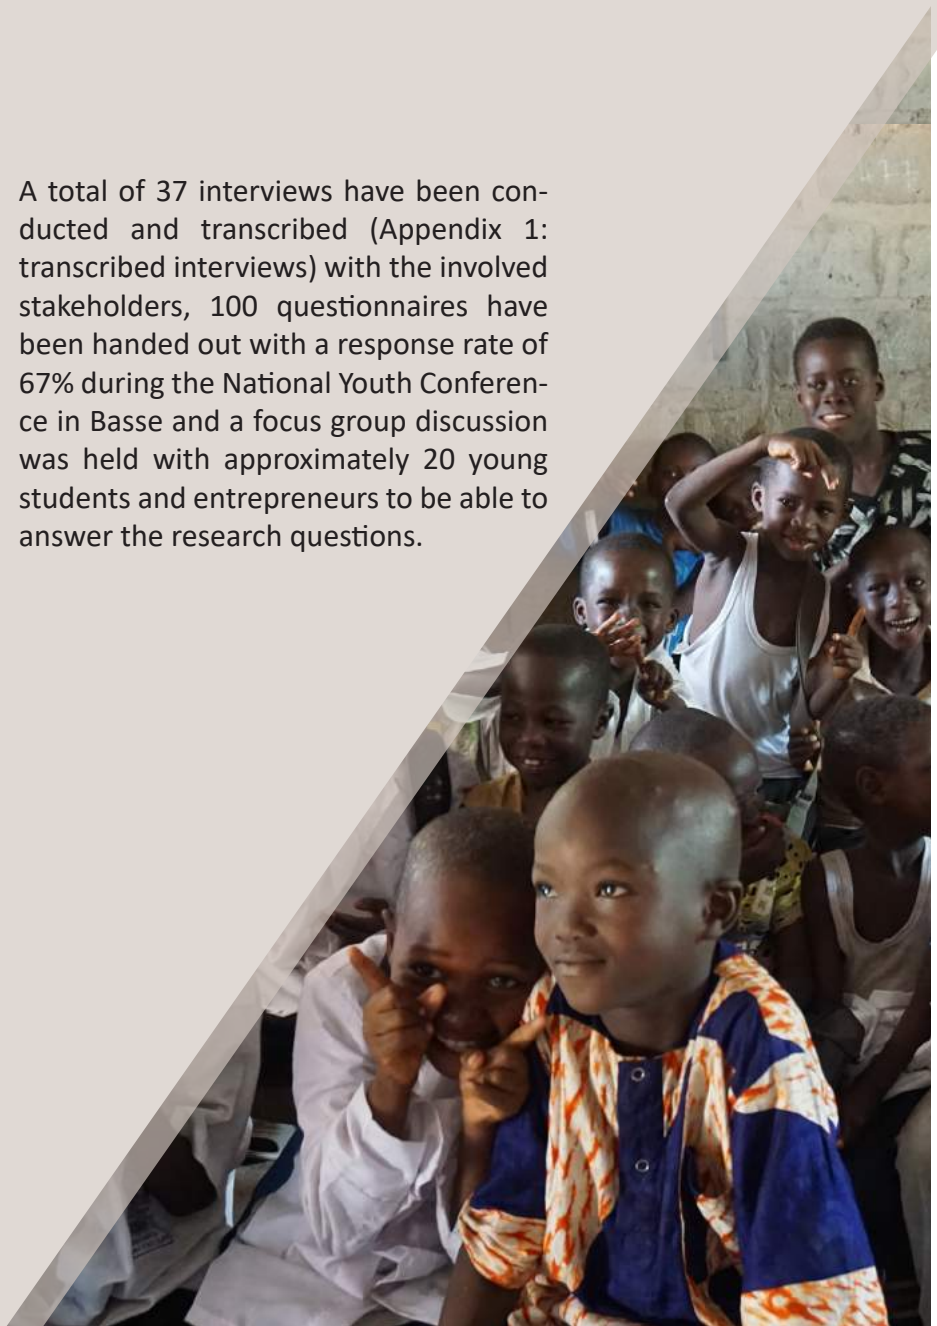 A total of 37 interviews have been con-
ducted and transcribed (Appendix 1:
transcribed interviews) with the involved
stakeholders, 100 questionnaires have
been handed out with a response rate of
67% during the National Youth Conferen-
ce in Basse and a focus group discussion
was held with approximately 20 young
students and entrepreneurs to be able to
answer the research questions.